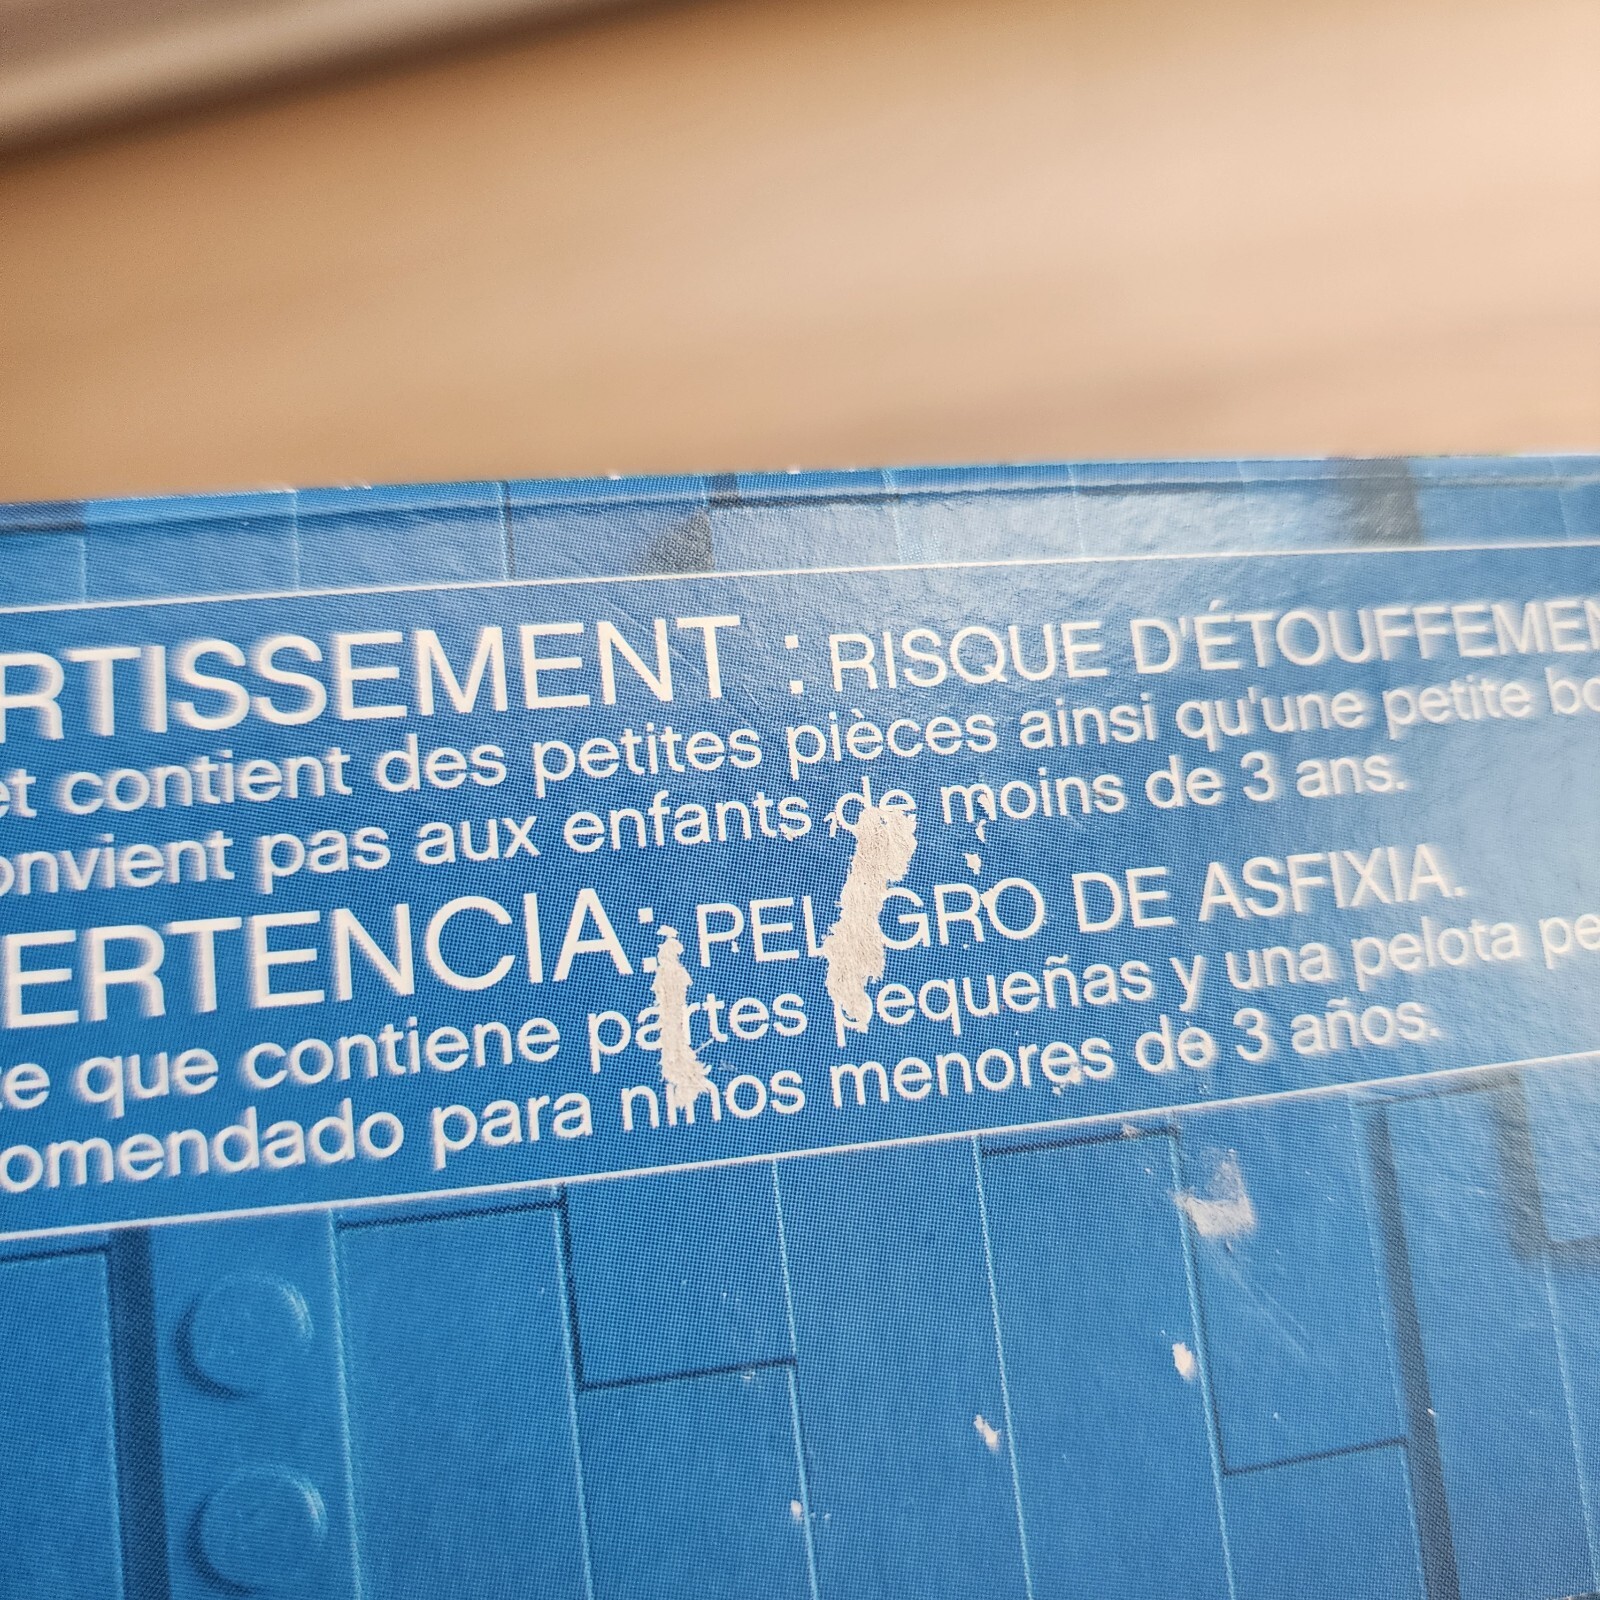 RTISSEMENT : RISQUE D'ÉTOUFFEMEN
et contient des petites pièces ainsi qu'une petite bo
onvient pas aux enfants de moins de 3 ans.
ERTENCIA: PELIGRO DE ASFIXIA.
te que contiene partes pequeñas y una pelota pe
omendado para niños menores de 3 años.